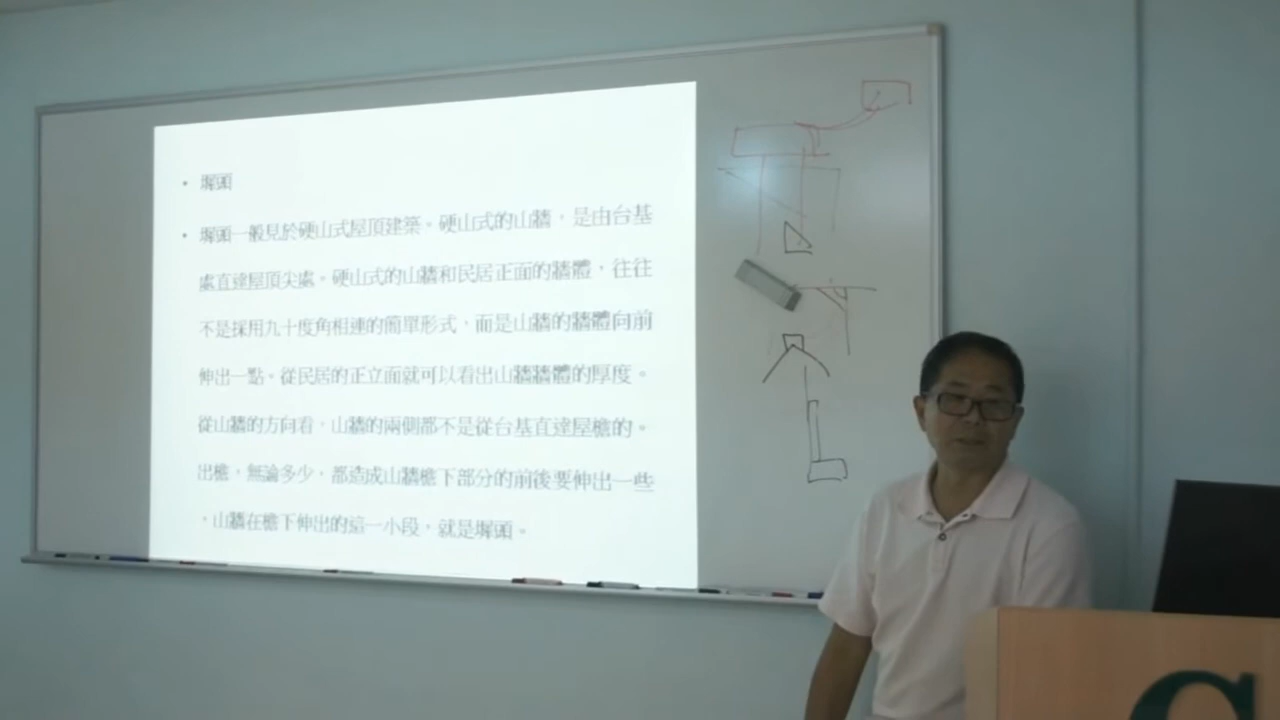 • 墀頭
• 墀頭一般見於硬山式屋頂建築。硬山式的山牆，是由台基
處直達屋頂尖處。硬山式的山牆和民居正面的牆體，往往
不是採用九十度角相連的簡單形式，而是山牆的牆體向前
伸出一點。從民居的正立面就可以看出山牆牆體的厚度。
從山牆的方向看，山牆的兩側都不是從台基直達屋檐的。
出檐，無論多少，都造成山牆檐下部分的前後要伸出一些
，山牆在檐下伸出的這一小段，就是墀頭。